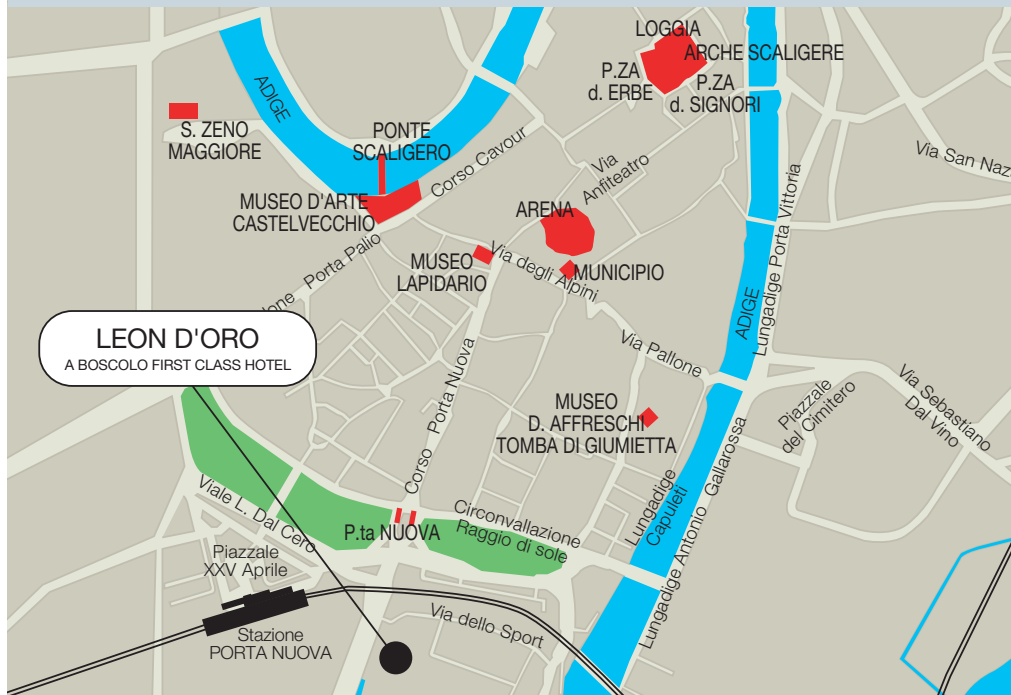 LOGGIA
ARCHE SCALIGERE
P.ZA
d. ERBE
P.ZA
d. SIGNORI
ADIGE
S. ZENO
MAGGIORE
PONTE
SCALIGERO
Corso Cavour
Via
Anfiteatro
Via San Naz
MUSEO D'ARTE
CASTELVECCHIO
ARENA
Lungadige Porta Vittoria
Porta Palio
MUSEO
LAPIDARIO
Via degli Alpini
MUNICIPIO
ADIGE
LEON D'ORO
A BOSCOLO FIRST CLASS HOTEL
Via Pallone
Corso Porta Nuova
MUSEO
D. AFFRESCHI
TOMBA DI GIUMIETTA
Piazzale
del Cimitero
Via Sebastiano
Dal Vino
Lungadige
Capuleti
Lungadige Antonio Gallarossa
Viale L. Dal Cero
P.ta NUOVA
Circonvallazione
Raggio di sole
Piazzale
XXV Aprile
Stazione
PORTA NUOVA
Via dello Sport